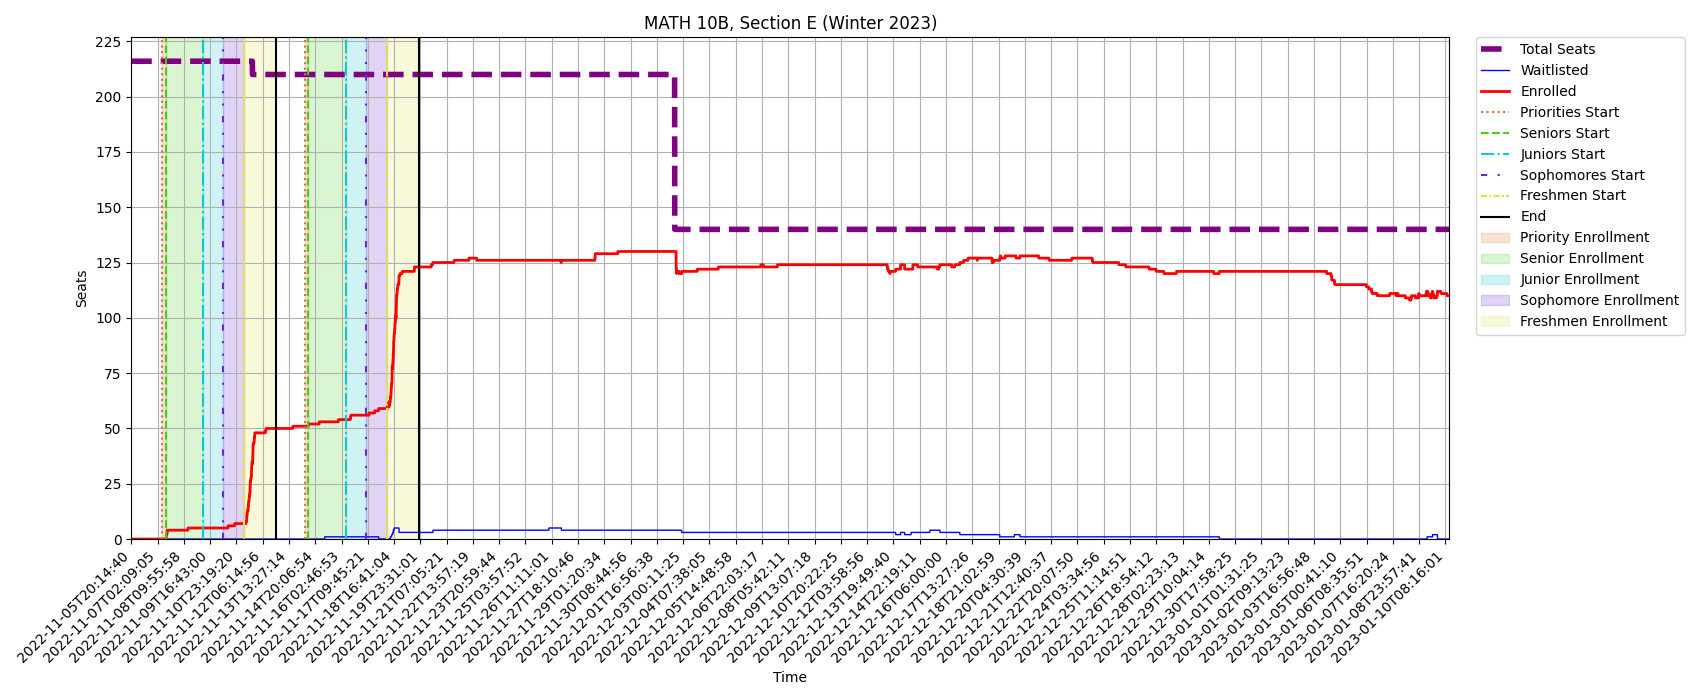 MATH 10B, Section E (Winter 2023)
225
200
175
150
125
100
75
50
25
0
Seats
2022-11-05T20:14:40
2022-11-07T02:09:05
2022-11-08T09:55:58
2022-11-09T16:43:00
2022-11-10T23:19:20
2022-11-12T06:14:56
2022-11-13T13:27:14
2022-11-14T20:06:54
2022-11-16T02:46:53
2022-11-17T09:45:21
2022-11-18T16:41:04
2022-11-19T23:31:01
2022-11-21T07:05:21
2022-11-22T13:57:19
2022-11-23T20:59:44
2022-11-25T03:57:52
2022-11-26T11:11:01
2022-11-27T18:10:46
2022-11-29T01:20:34
2022-11-30T08:44:56
2022-12-01T16:56:38
2022-12-03T00:11:25
2022-12-04T07:38:05
2022-12-05T14:48:58
2022-12-06T22:03:17
2022-12-08T05:42:11
2022-12-09T13:07:18
2022-12-10T20:22:25
2022-12-12T03:58:56
2022-12-13T19:49:40
2022-12-14T22:19:11
2022-12-16T06:00:00
2022-12-17T13:27:26
2022-12-18T21:02:59
2022-12-20T04:30:39
2022-12-21T12:40:37
2022-12-22T20:07:50
2022-12-24T03:34:56
2022-12-25T11:14:51
2022-12-26T18:54:12
2022-12-28T02:23:13
2022-12-29T10:04:14
2022-12-30T17:58:25
2023-01-01T01:31:25
2023-01-02T09:13:23
2023-01-03T16:56:48
2023-01-05T00:41:10
2023-01-06T08:35:51
2023-01-07T16:20:24
2023-01-08T23:57:41
2023-01-10T08:16:01
Time
Total Seats
Waitlisted
Enrolled
Priorities Start
Seniors Start
Juniors Start
Sophomores Start
Freshmen Start
End
Priority Enrollment
Senior Enrollment
Junior Enrollment
Sophomore Enrollment
Freshmen Enrollment